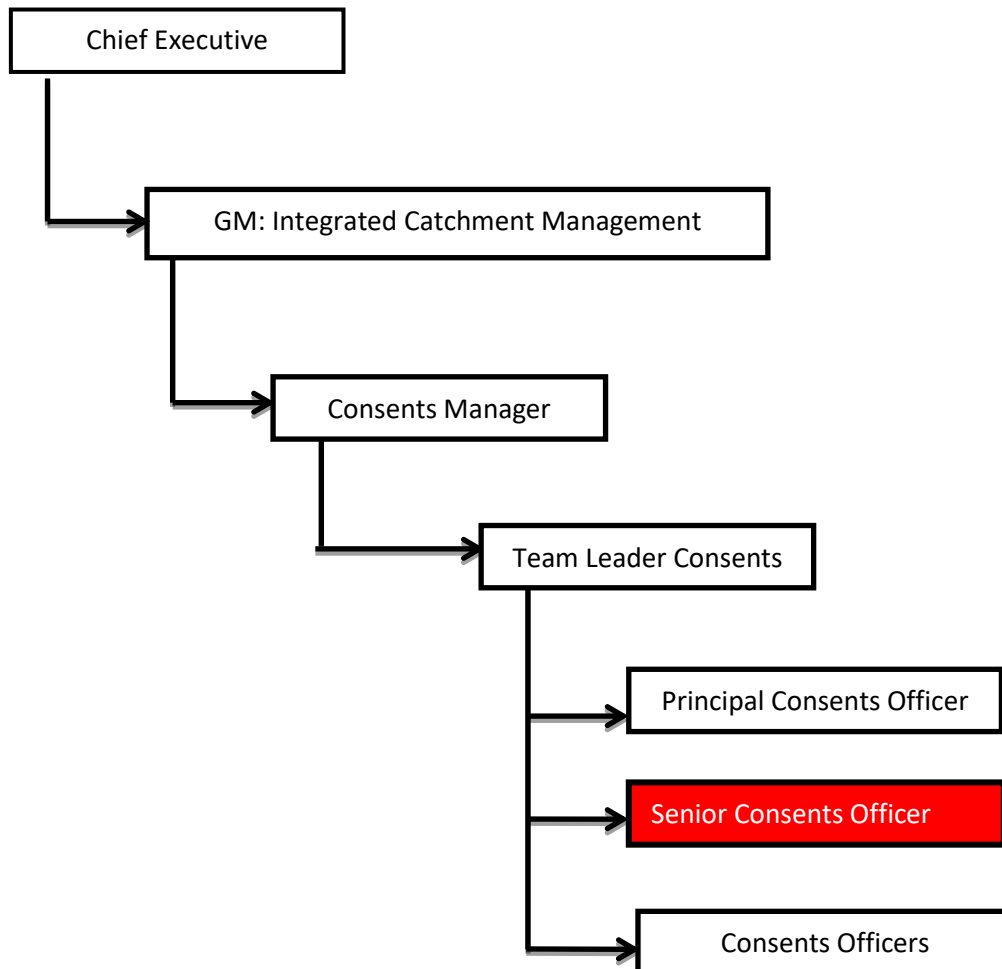 Chief Executive
GM: Integrated Catchment Management
Consents Manager
Team Leader Consents
Principal Consents Officer
Senior Consents Officer
Consents Officers